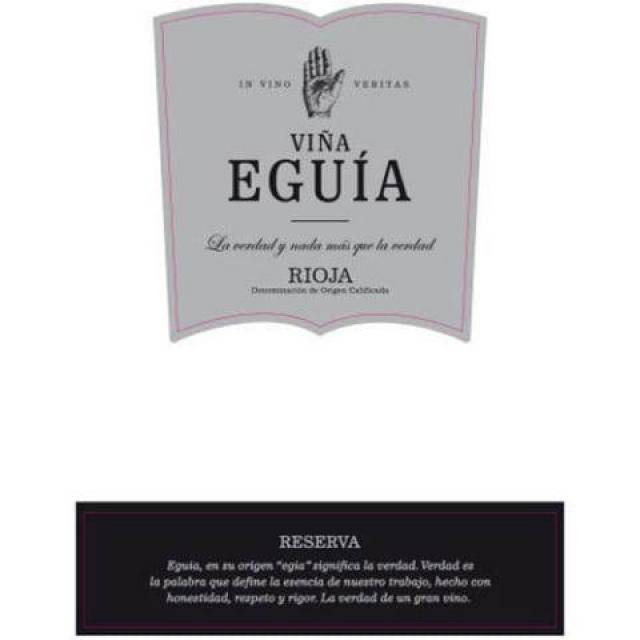 IN VINO VERITAS
VIÑA
EGUÍA
La verdad y nada más que la verdad
RIOJA
Denominación de Origen Calificada
RESERVA
Eguia, en su origen “egia” significa la verdad. Verdad es
la palabra que define la esencia de nuestro trabajo, hecho con
honestidad, respeto y rigor. La verdad de un gran vino.